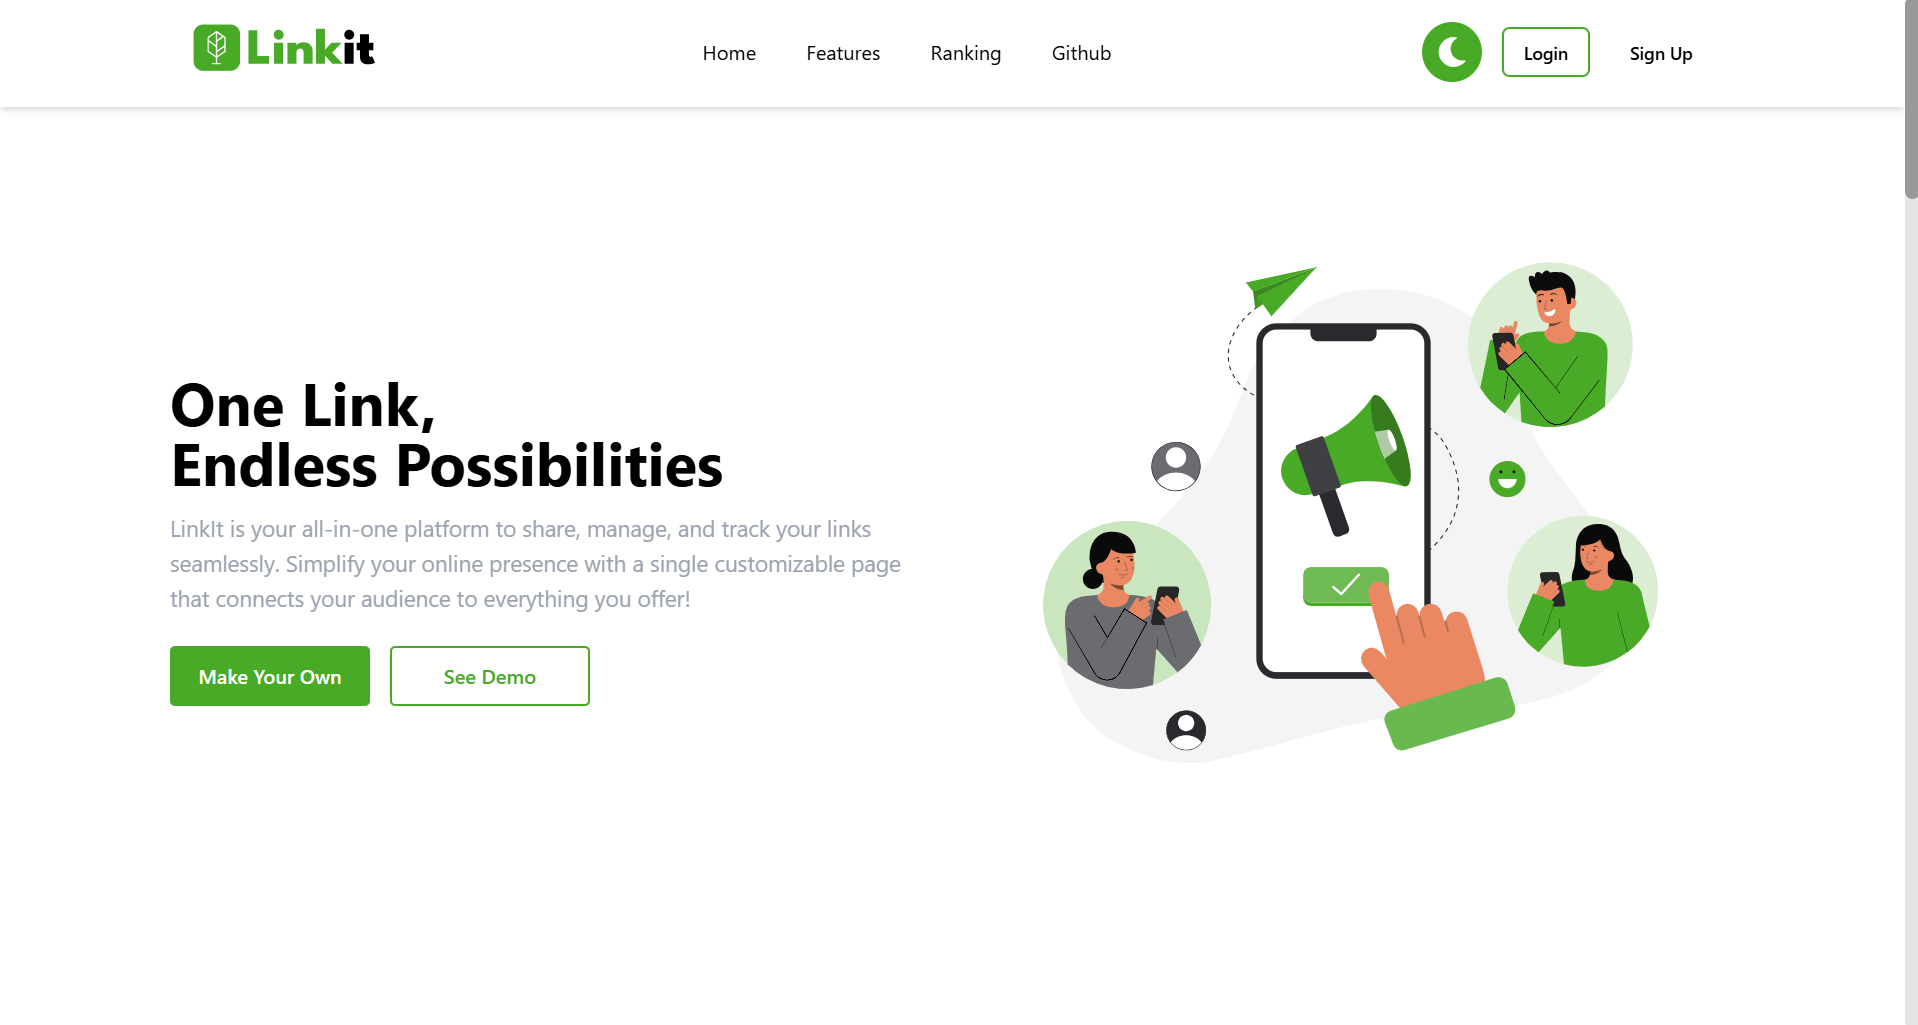 Linkit
Home Features Ranking Github
Login Sign Up
One Link,
Endless Possibilities
LinkIt is your all-in-one platform to share, manage, and track your links
seamlessly. Simplify your online presence with a single customizable page
that connects your audience to everything you offer!
Make Your Own See Demo